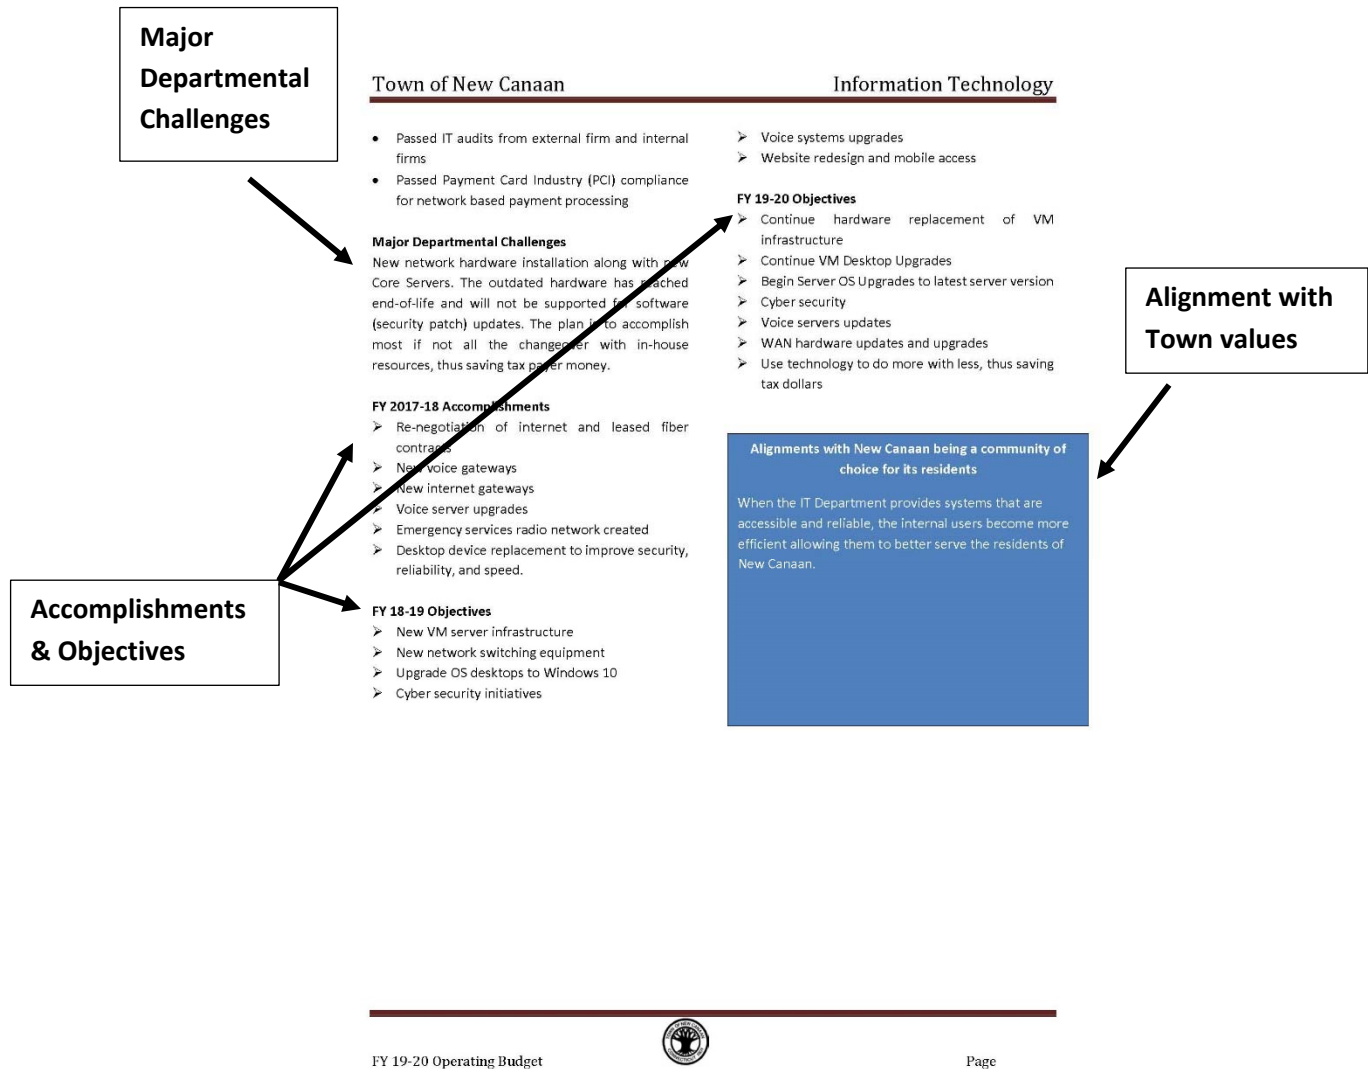 Major
Departmental
Challenges
Town of New Canaan
Information Technology
• Passed IT audits from external firm and internal
firms
• Passed Payment Card Industry (PCI) compliance
for network based payment processing
Major Departmental Challenges
New network hardware installation along with new
Core Servers. The outdated hardware has reached
end-of-life and will not be supported for software
(security patch) updates. The plan is to accomplish
most if not all the changeover with in-house
resources, thus saving tax payer money.
FY 2017-18 Accomplishments
➢ Re-negotiation of internet and leased fiber
contracts
➢ New voice gateways
➢ New internet gateways
➢ Voice server upgrades
➢ Emergency services radio network created
➢ Desktop device replacement to improve security,
reliability, and speed.
FY 18-19 Objectives
➢ New VM server infrastructure
➢ New network switching equipment
➢ Upgrade OS desktops to Windows 10
➢ Cyber security initiatives
➢ Voice systems upgrades
➢ Website redesign and mobile access
FY 19-20 Objectives
➢ Continue hardware replacement of VM
infrastructure
➢ Continue VM Desktop Upgrades
➢ Begin Server OS Upgrades to latest server version
➢ Cyber security
➢ Voice servers updates
➢ WAN hardware updates and upgrades
➢ Use technology to do more with less, thus saving
tax dollars
Alignments with New Canaan being a community of
choice for its residents
When the IT Department provides systems that are
accessible and reliable, the internal users become more
efficient allowing them to better serve the residents of
New Canaan.
Alignment with
Town values
Accomplishments
& Objectives
FY 19-20 Operating Budget
TOWN OF NEW CANAAN
CONNECTICUT
Page